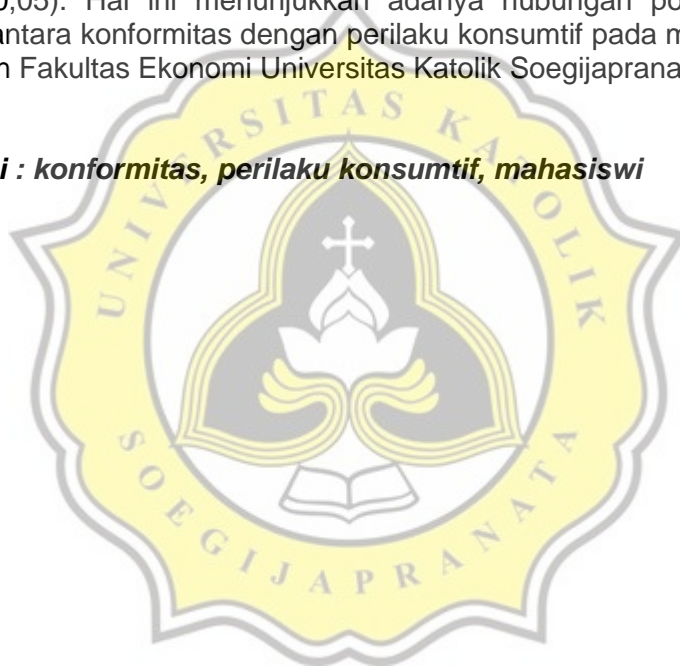 0,05). Hal ini menunjukkan adanya hubungan po
antara konformitas dengan perilaku konsumtif pada m
n Fakultas Ekonomi Universitas Katolik Soegijaprana
i : konformitas, perilaku konsumtif, mahasiswi
UNIVERSITAS KATOLIK
SOEGIJAPRANATA